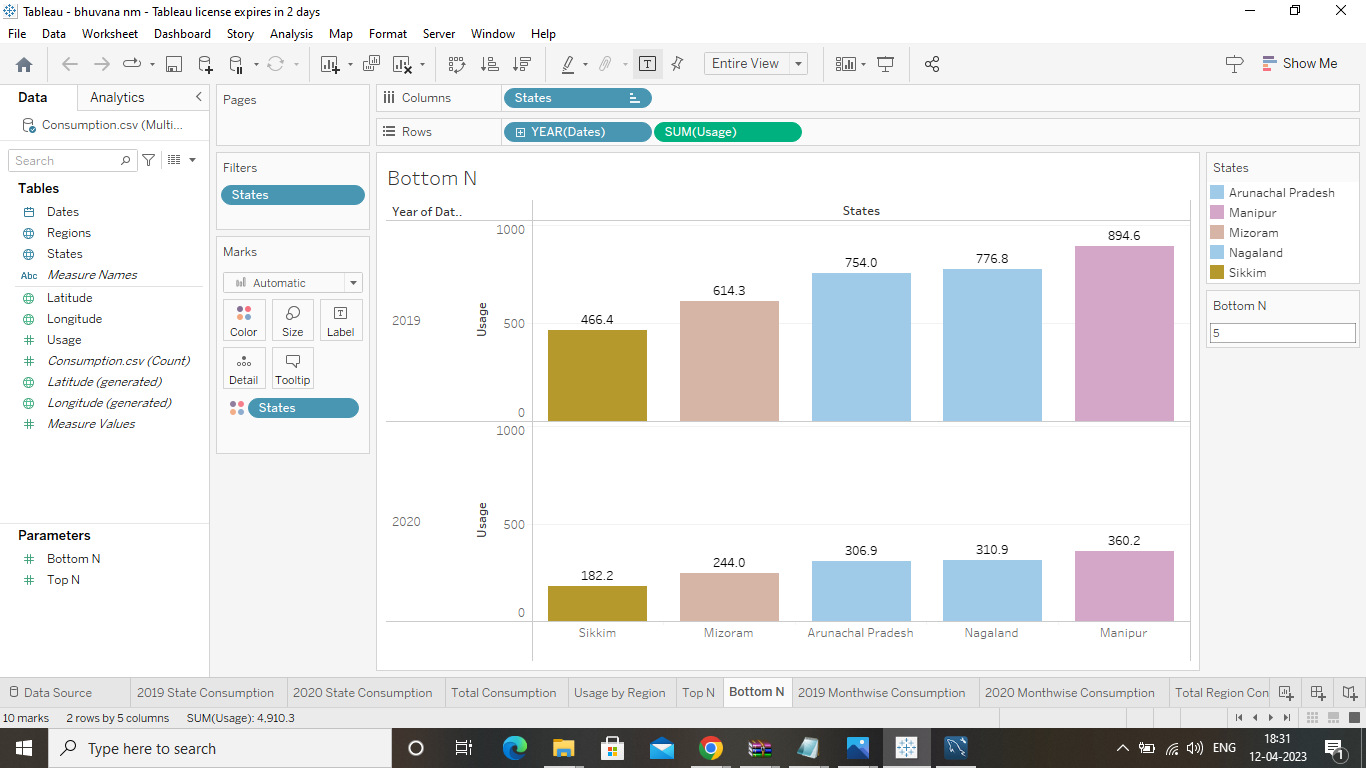 Tableau - bhuvana nm - Tableau license expires in 2 days
File Data Worksheet Dashboard Story Analysis Map Format Server Window Help
Entire View
Show Me
Data Analytics
Consumption.csv (Multi...
Search
Tables
Dates
Regions
States
Abc Measure Names
Latitude
Longitude
Usage
Consumption.csv (Count)
Latitude (generated)
Longitude (generated)
Measure Values
Parameters
Bottom N
Top N
Pages
Filters
States
Marks
Automatic
Color Size Label
Detail Tooltip
States
Columns States
Rows YEAR(Dates) SUM(Usage)
Bottom N
Year of Dat..
States
2019
Usage
1000
500
0
466.4
614.3
754.0
776.8
894.6
2020
Usage
1000
500
0
182.2
244.0
306.9
310.9
360.2
Sikkim Mizoram Arunachal Pradesh Nagaland Manipur
States
Arunachal Pradesh
Manipur
Mizoram
Nagaland
Sikkim
Bottom N
5
Data Source 2019 State Consumption 2020 State Consumption Total Consumption Usage by Region Top N Bottom N 2019 Monthwise Consumption 2020 Monthwise Consumption Total Region Con
10 marks 2 rows by 5 columns SUM(Usage): 4,910.3
Type here to search
ENG
18:31
12-04-2023
1